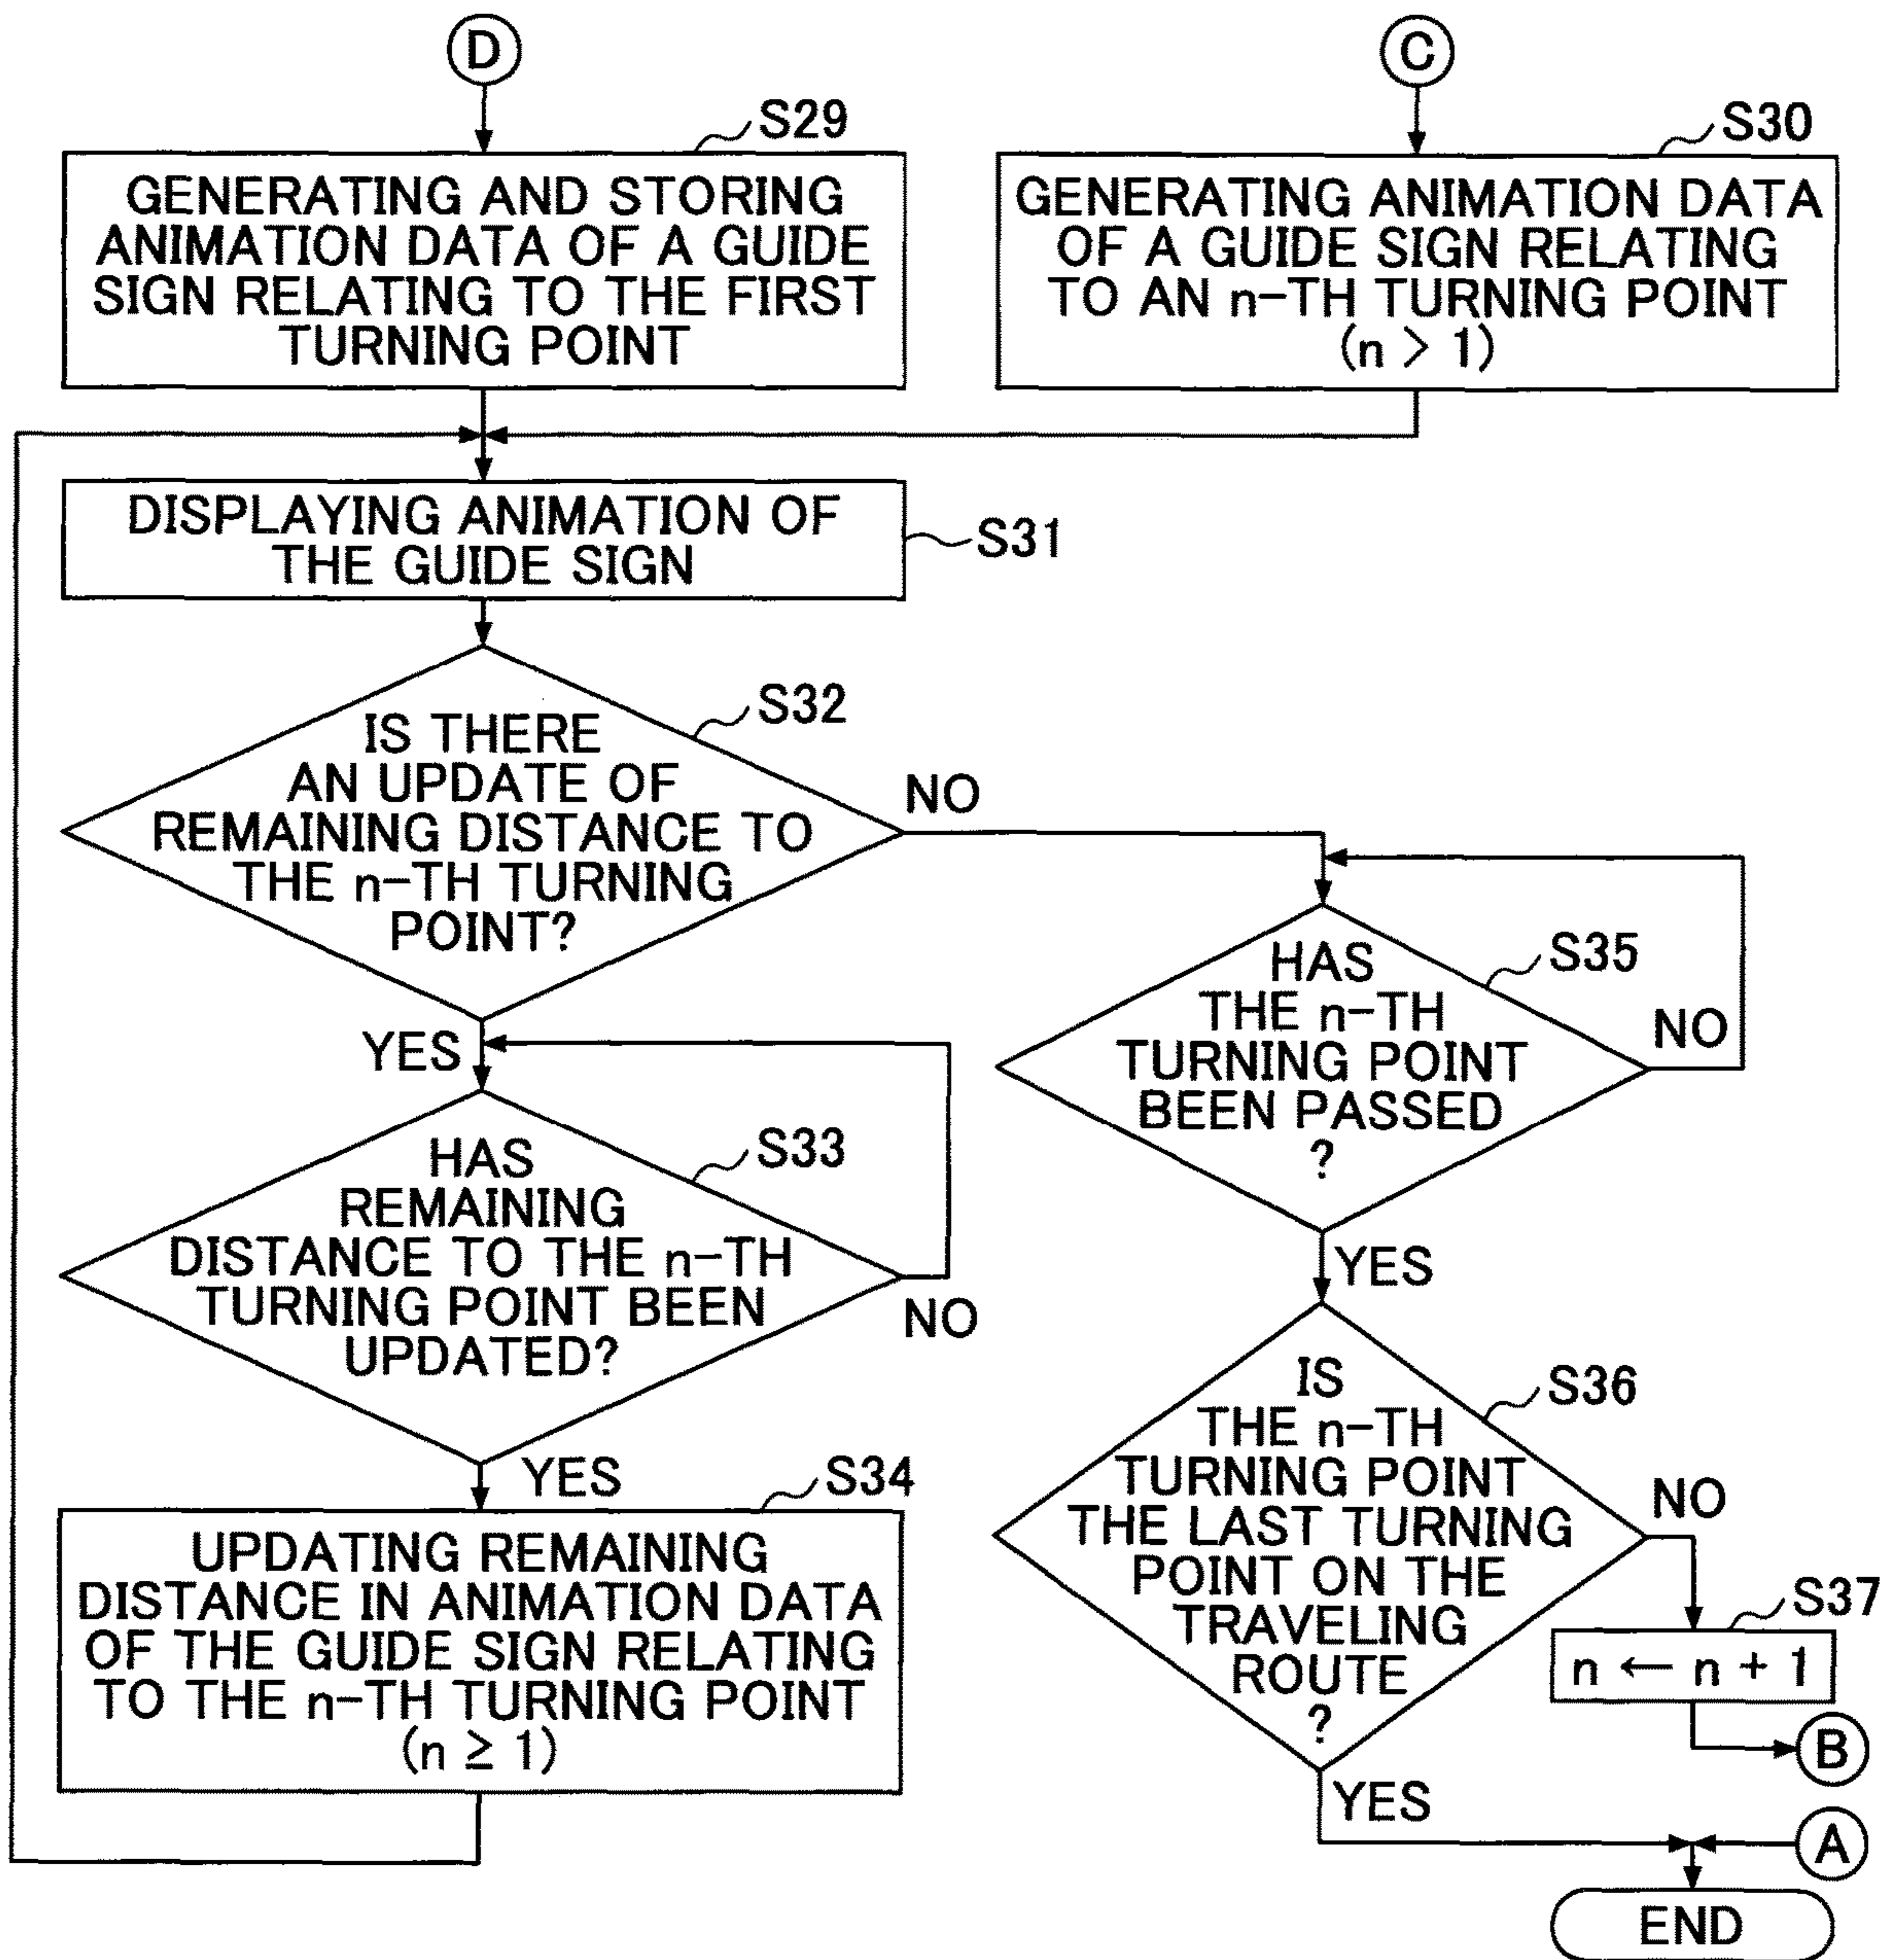 D
C
S29
S30
GENERATING AND STORING
ANIMATION DATA OF A GUIDE
SIGN RELATING TO THE FIRST
TURNING POINT
GENERATING ANIMATION DATA
OF A GUIDE SIGN RELATING
TO AN n-TH TURNING POINT
(n > 1)
DISPLAYING ANIMATION OF
THE GUIDE SIGN
S31
S32
IS THERE
AN UPDATE OF
REMAINING DISTANCE TO
THE n-TH TURNING
POINT?
NO
YES
S35
HAS
THE n-TH
TURNING POINT
BEEN PASSED
?
NO
YES
S33
HAS
REMAINING
DISTANCE TO THE n-TH
TURNING POINT BEEN
UPDATED?
NO
YES
S34
UPDATING REMAINING
DISTANCE IN ANIMATION DATA
OF THE GUIDE SIGN RELATING
TO THE n-TH TURNING POINT
(n ≥ 1)
S36
IS
THE n-TH
TURNING POINT
THE LAST TURNING
POINT ON THE
TRAVELING
ROUTE
?
NO
S37
n ← n + 1
B
YES
A
END